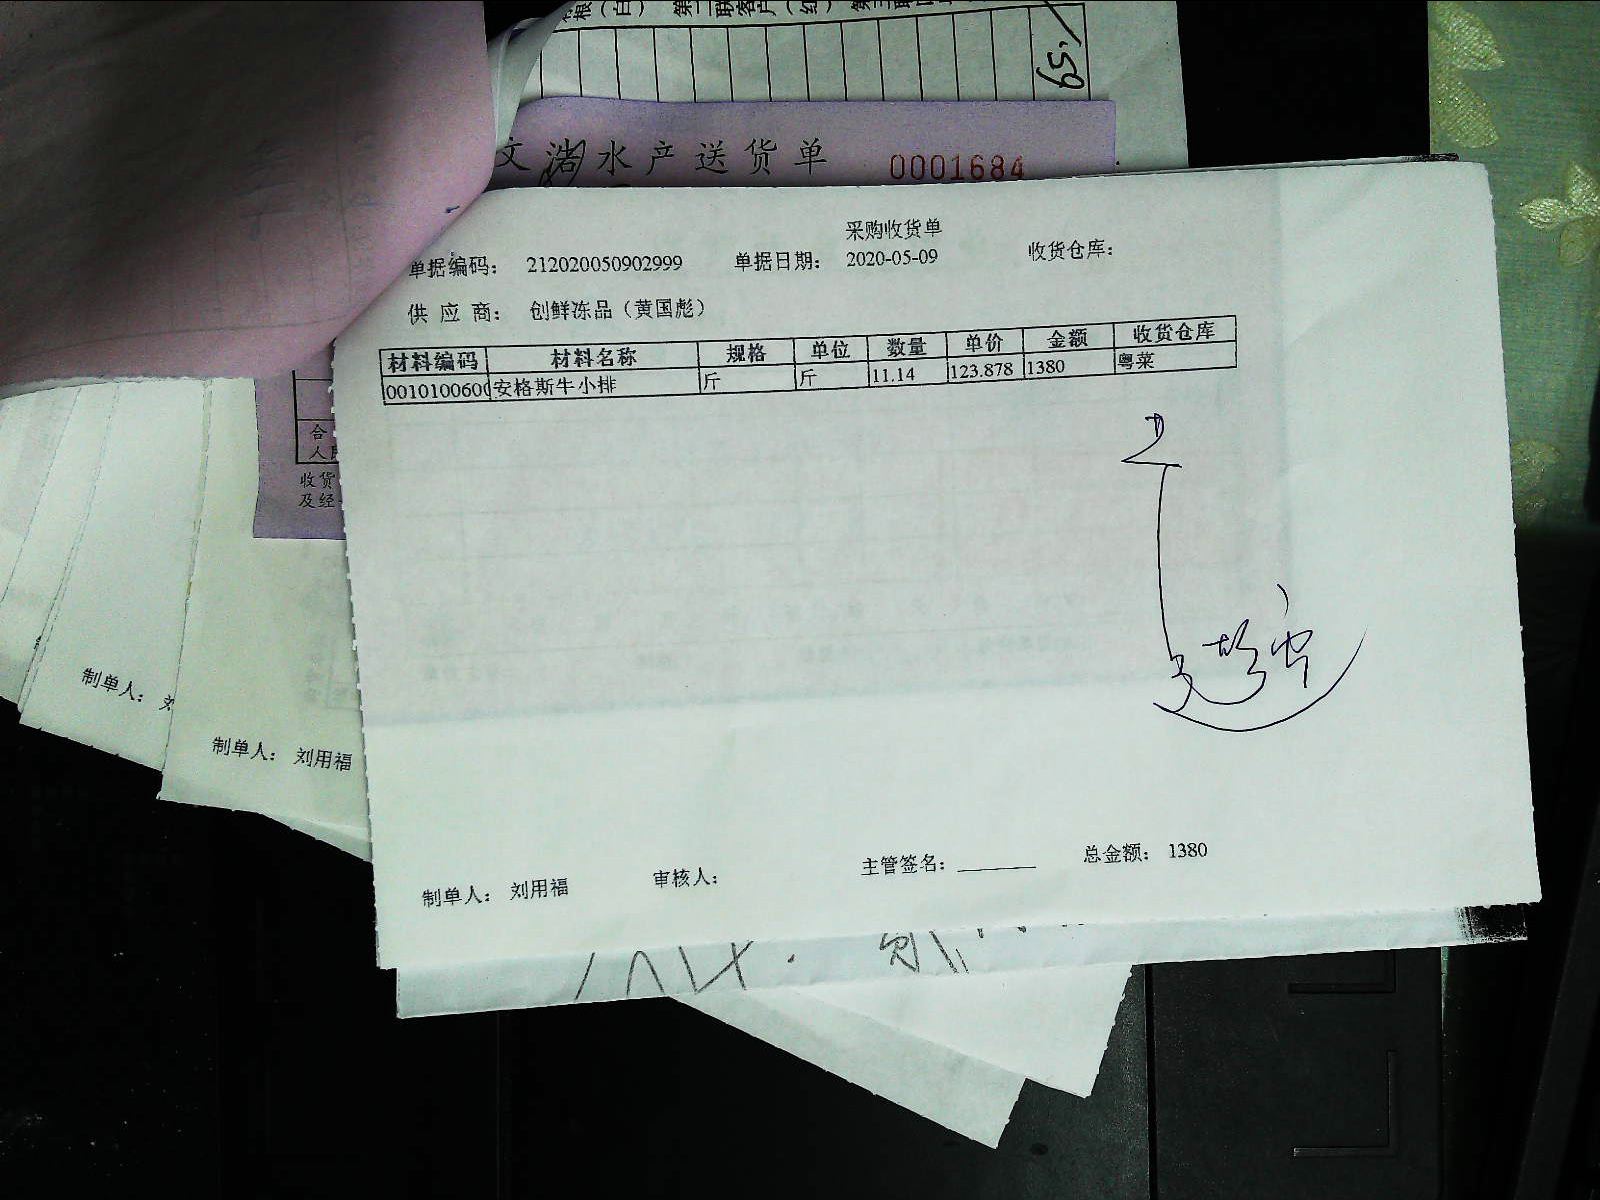 文浩水产送货单 0001684
采购收货单
单据编码： 212020050902999 单据日期： 2020-05-09 收货仓库：
供 应 商： 创鲜冻品（黄国彪）
材料编码 材料名称 规格 单位 数量 单价 金额 收货仓库
0010100600 安格斯牛小排 斤 斤 11.14 123.878 1380 粤菜
合
收货
及经
制单人：
制单人： 刘用福
制单人： 刘用福 审核人： 主管签名： 总金额： 1380